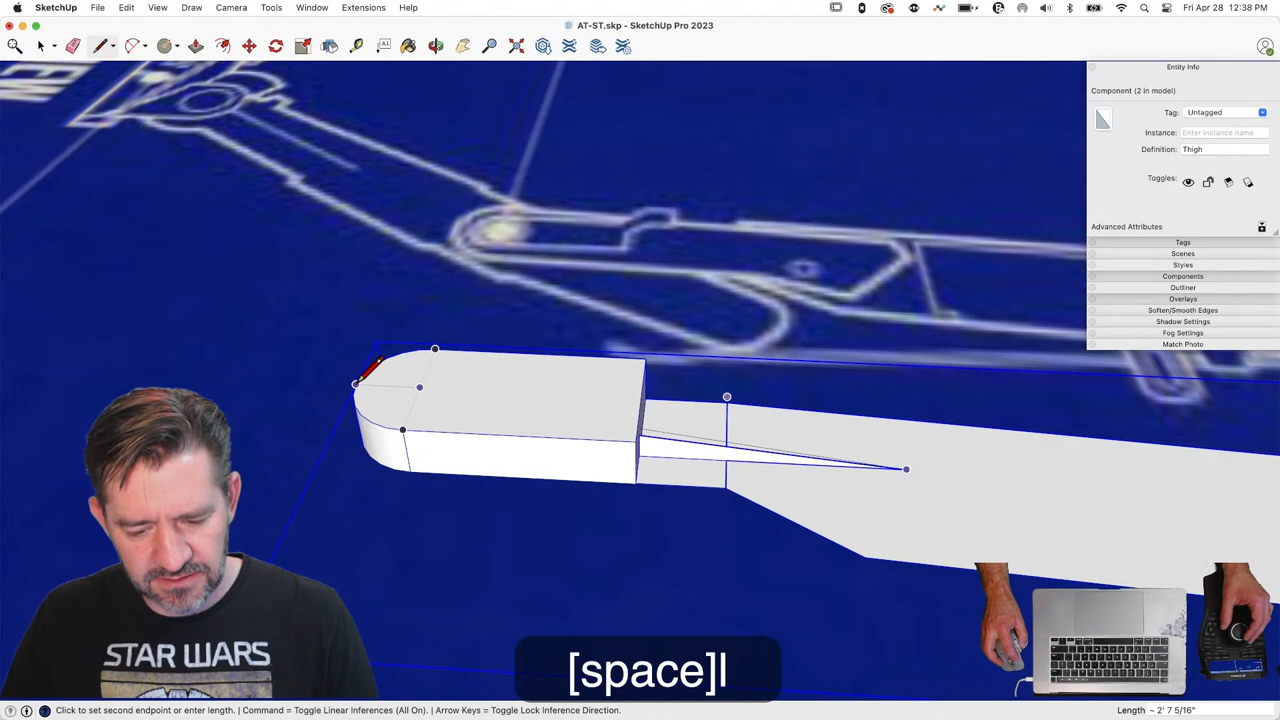 SketchUp File Edit View Draw Camera Tools Window Extensions Help Fri Apr 28 12:38 PM
AT-ST.skp - SketchUp Pro 2023
Entity Info
Component (2 in model)
Tag: Untagged
Instance: Enter instance name
Definition: Thigh
Toggles:
Advanced Attributes
Tags
Scenes
Styles
Components
Outliner
Overlays
Soften/Smooth Edges
Shadow Settings
Fog Settings
Match Photo
STAR WARS
[space]l
Click to set second endpoint or enter length. | Command = Toggle Linear Inferences (All On). | Arrow Keys = Toggle Lock Inference Direction. Length ~ 2' 7 5/16"